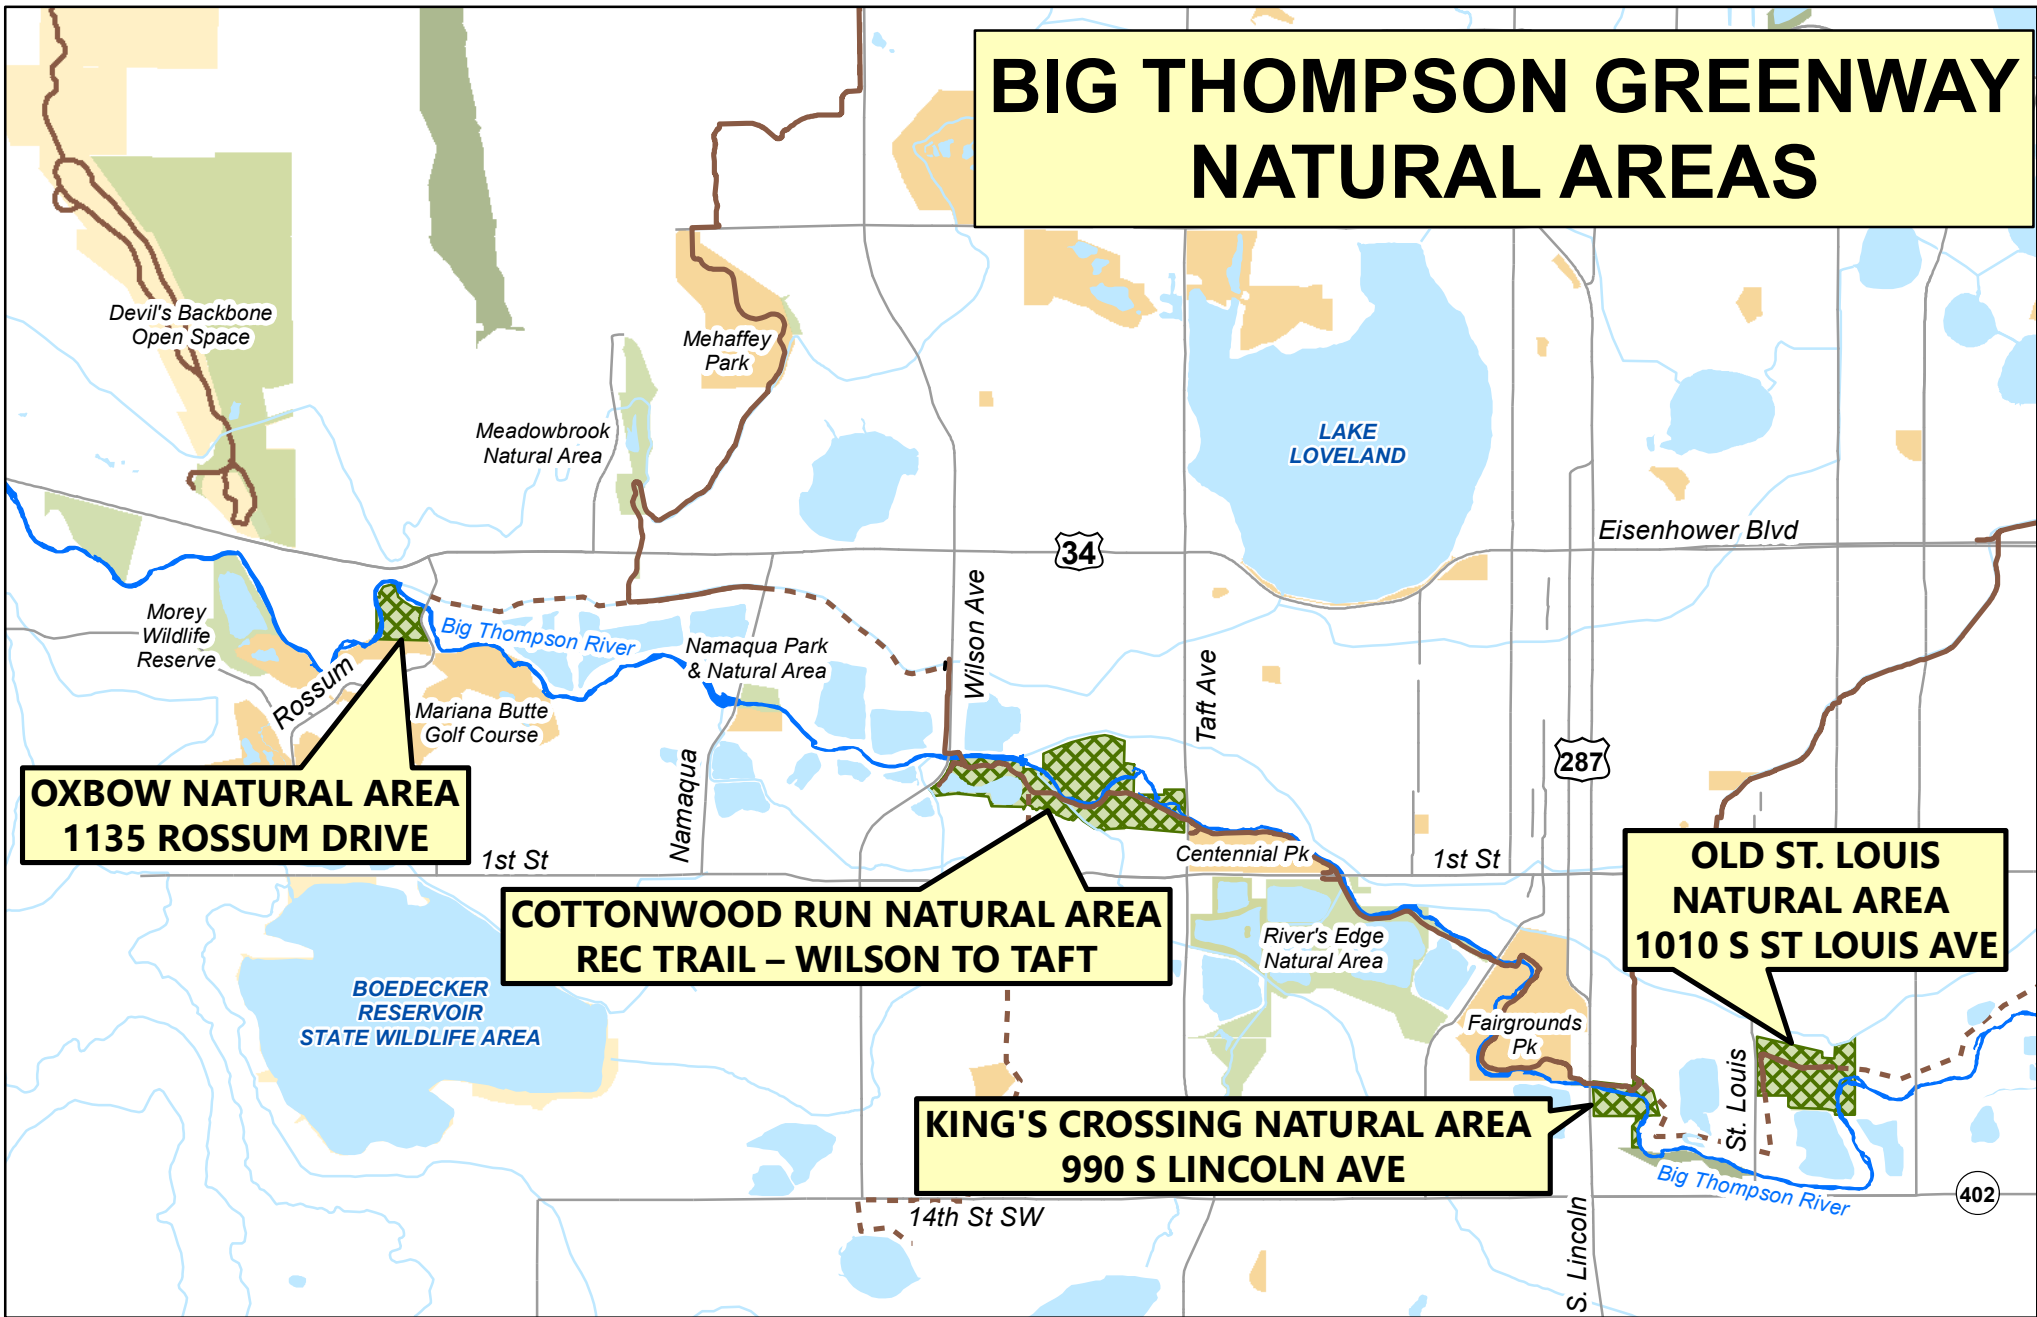 BIG THOMPSON GREENWAY
NATURAL AREAS
Devil's Backbone
Open Space
Mehaffey
Park
Meadowbrook
Natural Area
LAKE
LOVELAND
34
Eisenhower Blvd
Morey
Wildlife
Reserve
Rossum
Big Thompson River
Namaqua Park
& Natural Area
Wilson Ave
Taft Ave
Mariana Butte
Golf Course
Namaqua
287
OXBOW NATURAL AREA
1135 ROSSUM DRIVE
1st St
Centennial Pk
1st St
COTTONWOOD RUN NATURAL AREA
REC TRAIL – WILSON TO TAFT
OLD ST. LOUIS
NATURAL AREA
1010 S ST LOUIS AVE
River's Edge
Natural Area
BOEDECKER
RESERVOIR
STATE WILDLIFE AREA
Fairgrounds
Pk
KING'S CROSSING NATURAL AREA
990 S LINCOLN AVE
St. Louis
Big Thompson River
402
14th St SW
S. Lincoln